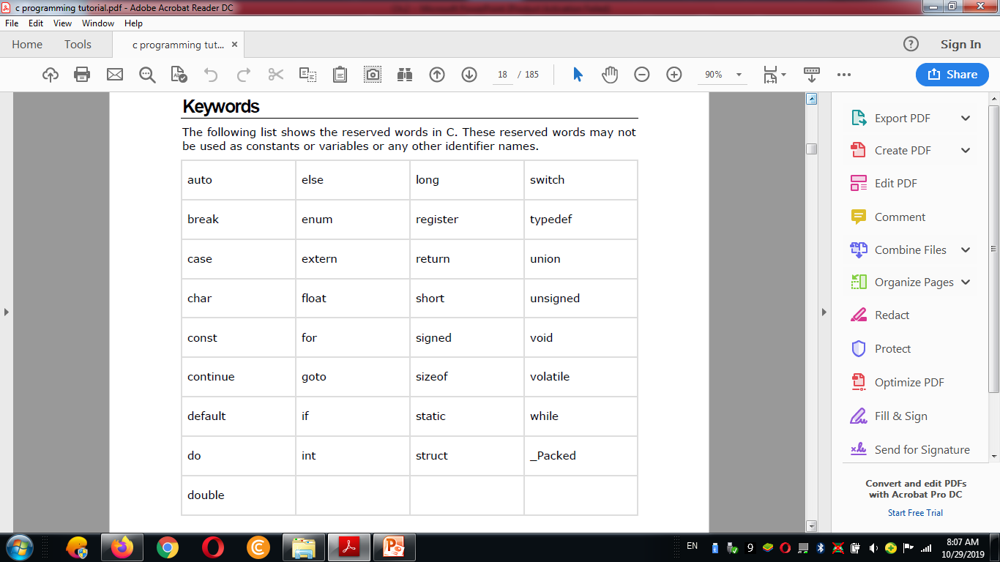 c programming tutorial.pdf - Adobe Acrobat Reader DC
File Edit View Window Help
Home Tools c programming tut... × Sign In
18 / 185 90% Share
Keywords
The following list shows the reserved words in C. These reserved words may not
be used as constants or variables or any other identifier names.
auto else long switch
break enum register typedef
case extern return union
char float short unsigned
const for signed void
continue goto sizeof volatile
default if static while
do int struct _Packed
double
Export PDF
Create PDF
Edit PDF
Comment
Combine Files
Organize Pages
Redact
Protect
Optimize PDF
Fill & Sign
Send for Signature
Convert and edit PDFs
with Acrobat Pro DC
Start Free Trial
EN 9 8:07 AM
10/29/2019